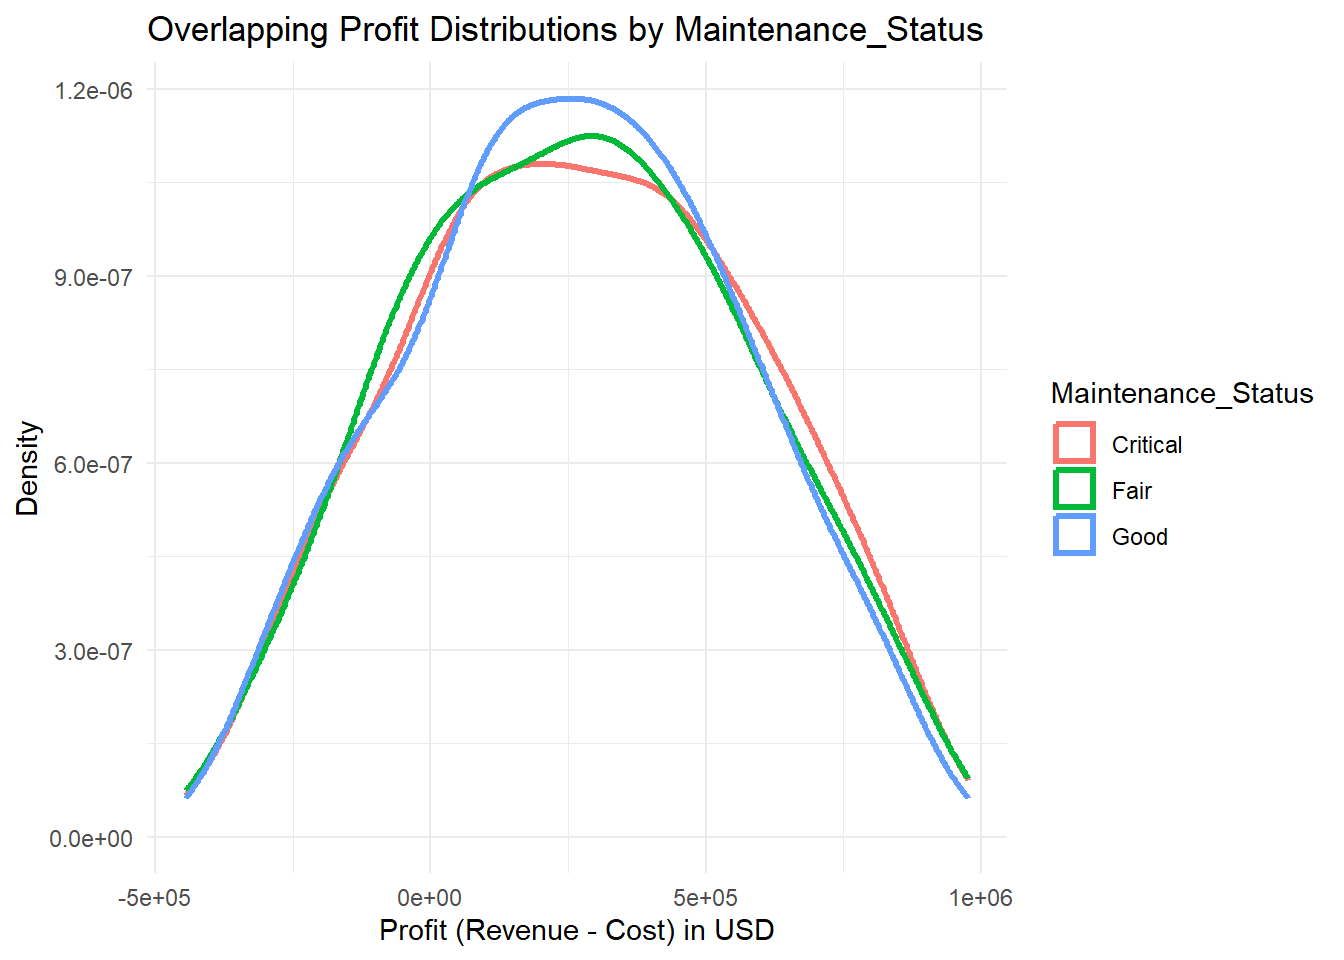 Overlapping Profit Distributions by Maintenance_Status
1.2e-06
9.0e-07
6.0e-07
3.0e-07
0.0e+00
Density
-5e+05 0e+00 5e+05 1e+06
Profit (Revenue - Cost) in USD
Maintenance_Status
Critical
Fair
Good